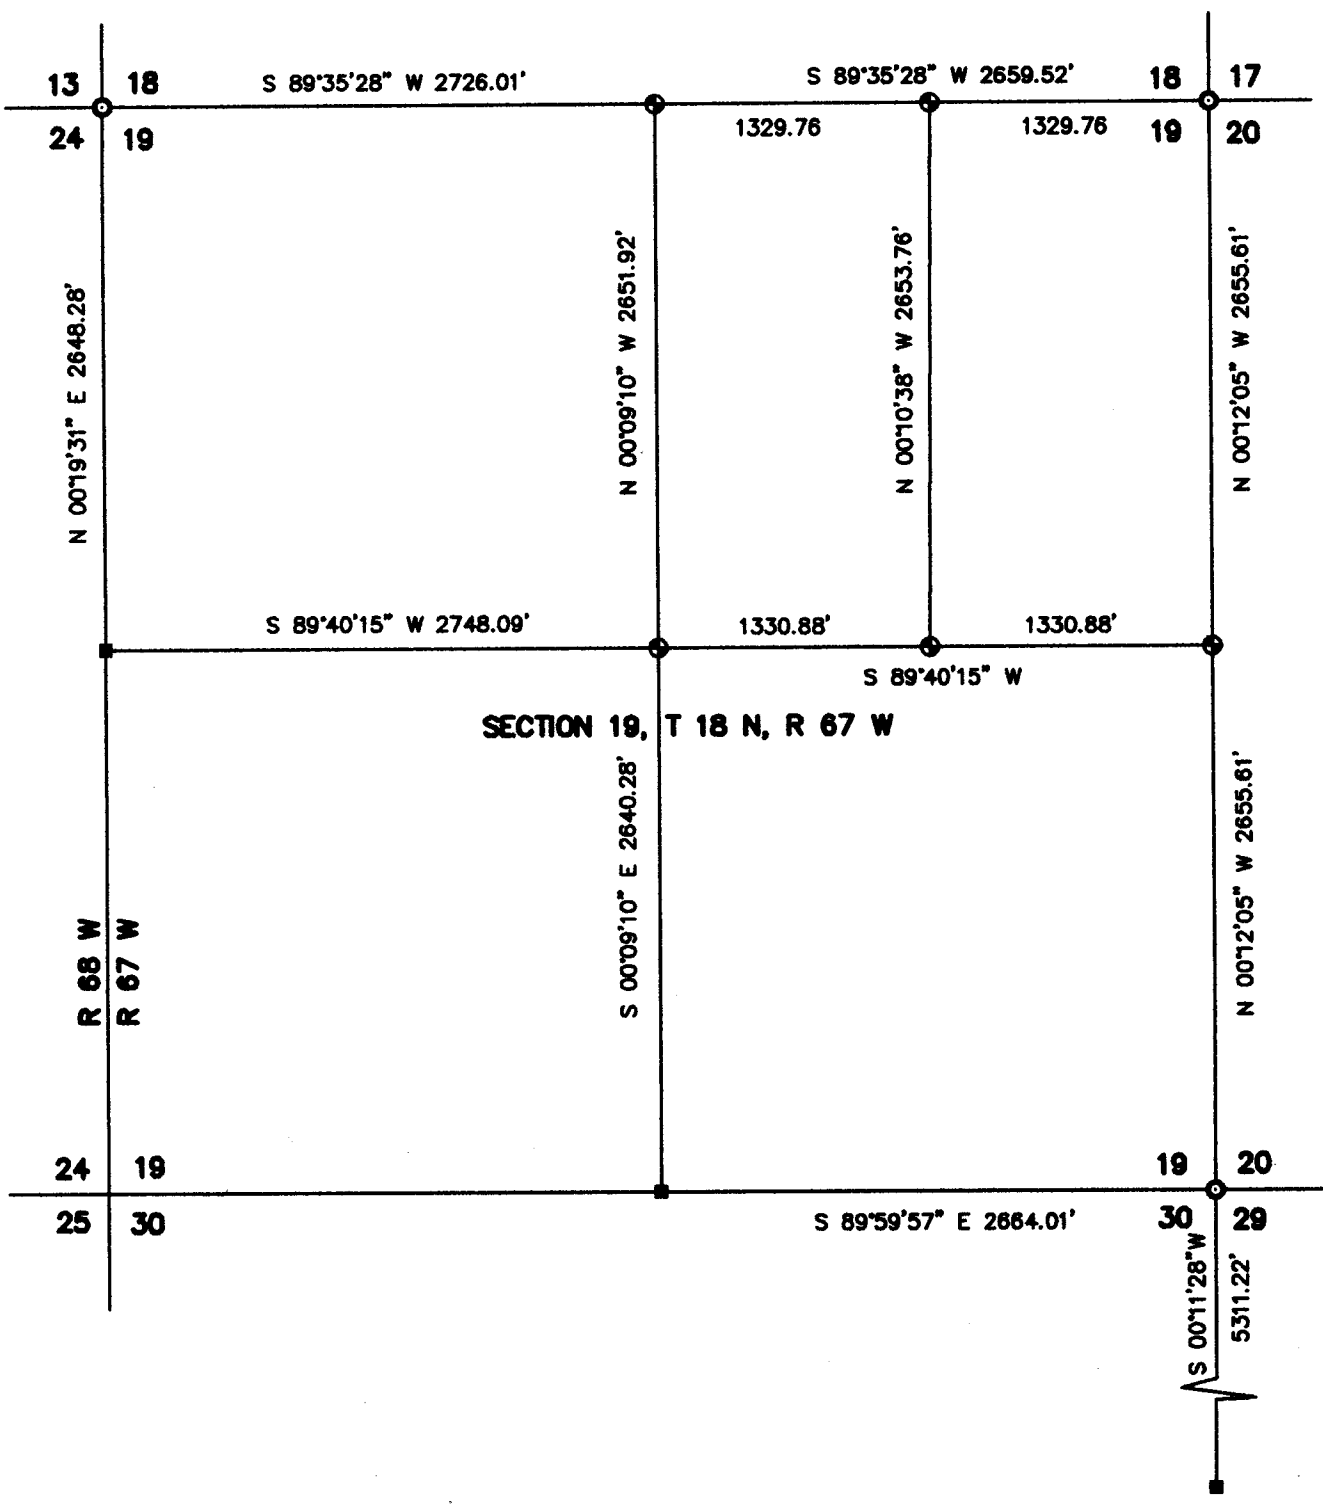 13 18
S 89°35'28" W 2726.01'
S 89°35'28" W 2659.52'
18 17
24 19
1329.76
1329.76
19 20
N 00°19'31" E 2648.28'
N 00°09'10" W 2651.92'
N 00°10'38" W 2653.76'
N 00°12'05" W 2655.61'
S 89°40'15" W 2748.09'
1330.88'
1330.88'
S 89°40'15" W
SECTION 19, T 18 N, R 67 W
S 00°09'10" E 2640.28'
N 00°12'05" W 2655.61'
R 68 W
R 67 W
24 19
19 20
25 30
S 89°59'57" E 2664.01'
30 29
S 00°11'28"W
5311.22'